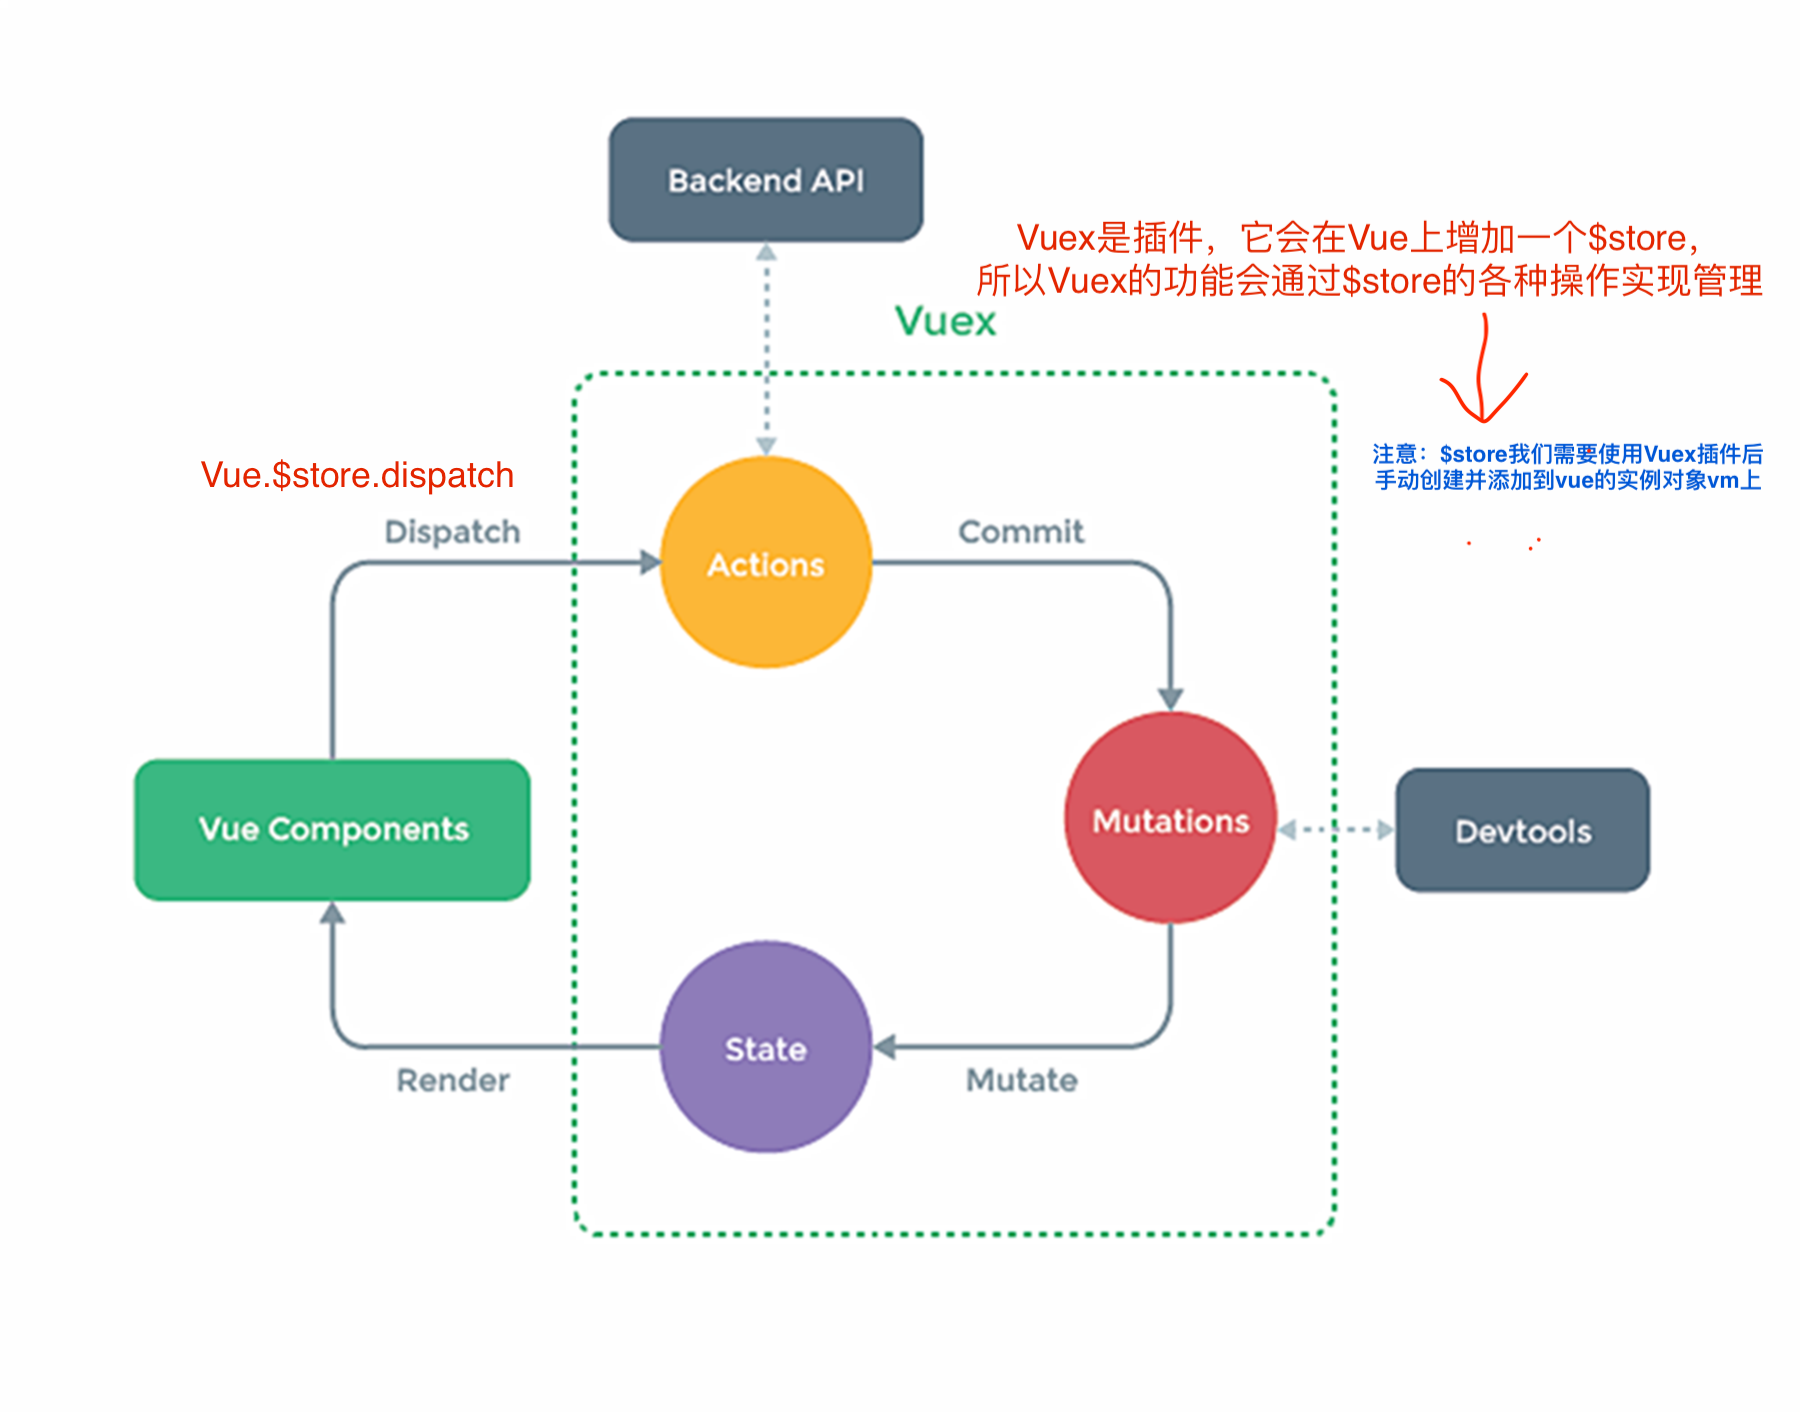 Backend API
Vuex是插件，它会在Vue上增加一个$store，
所以Vuex的功能会通过$store的各种操作实现管理
Vuex
注意：$store我们需要使用Vuex插件后
手动创建并添加到vue的实例对象vm上
Vue.$store.dispatch
Dispatch
Actions
Commit
Vue Components
Mutations
Devtools
State
Render
Mutate